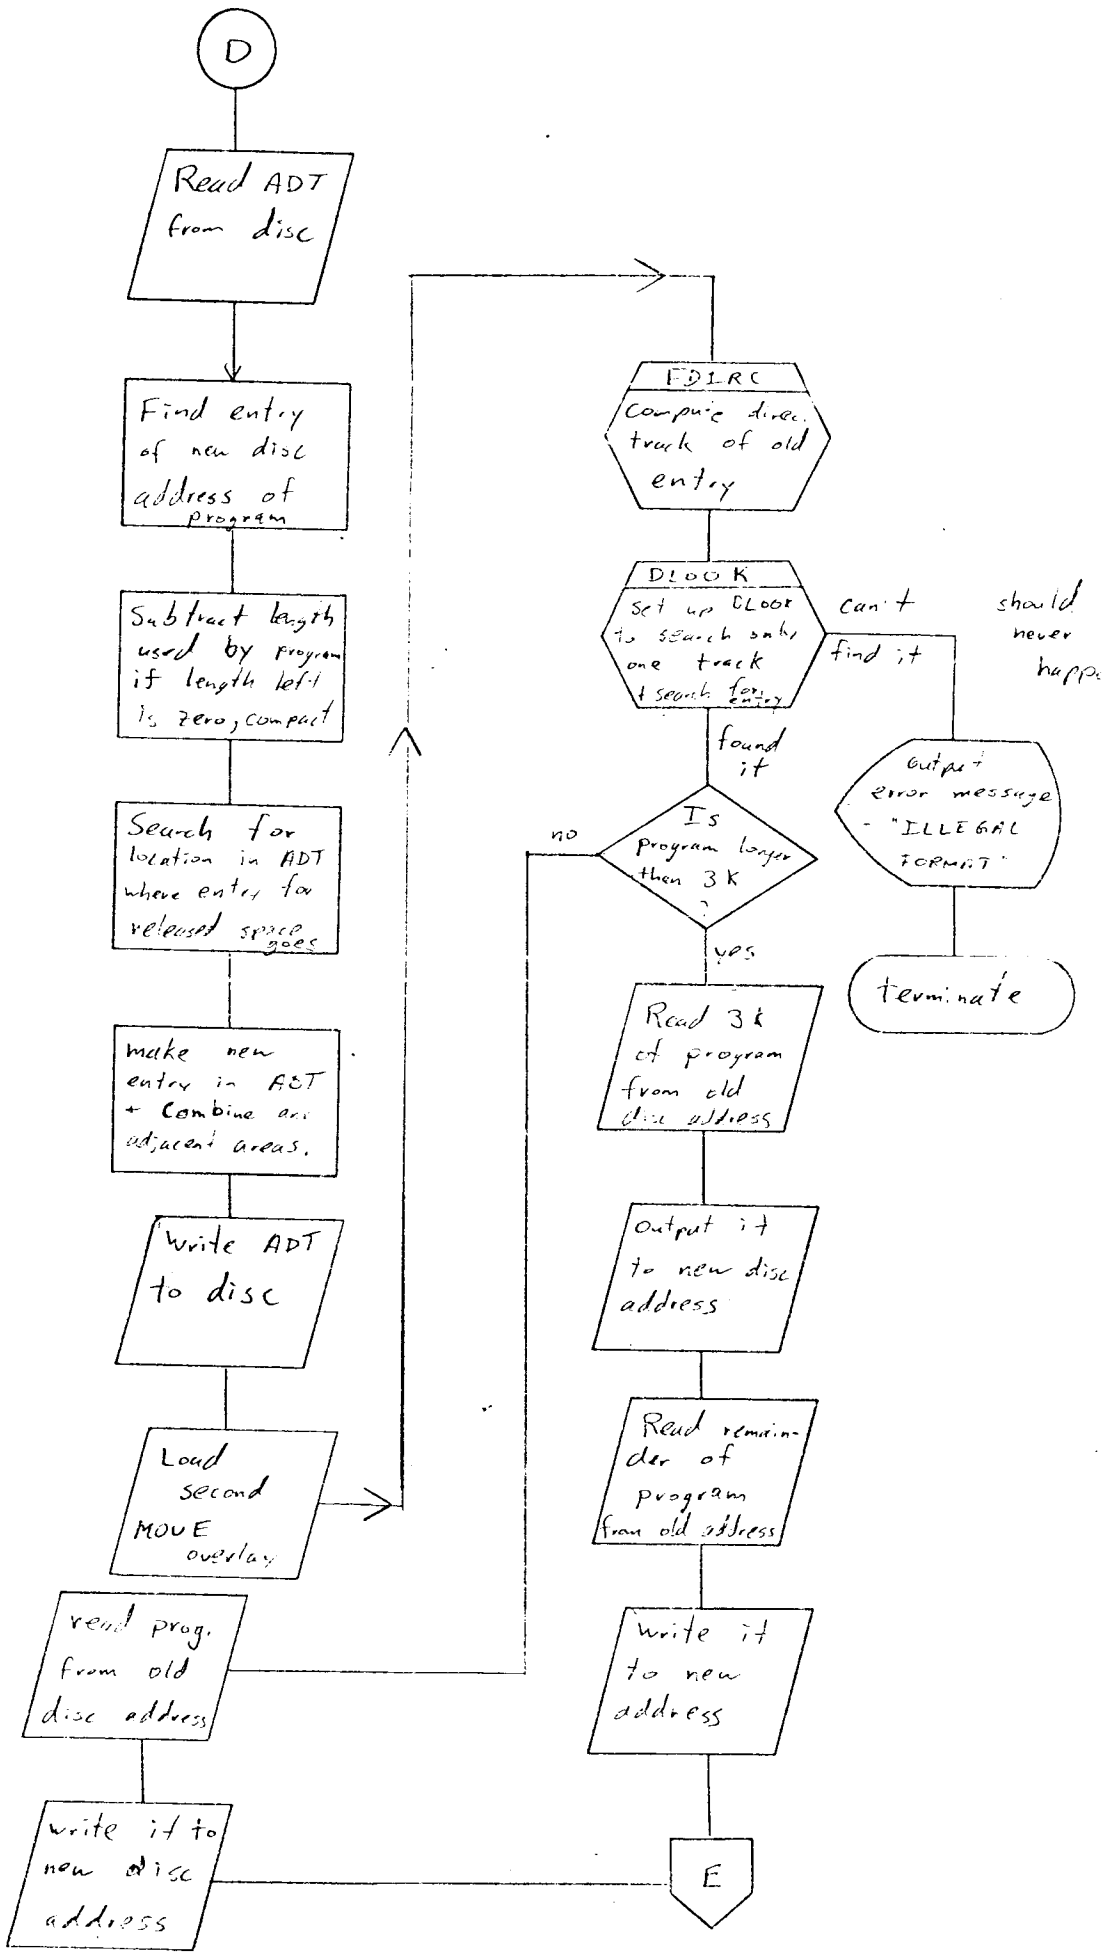 D
Read ADT
from disc
Find entry
of new disc
address of
program
Subtract length
used by program
if length left
is zero, compact
Search for
location in ADT
where entry for
released space
goes
make new
entry in ADT
+ Combine any
adjacent areas.
Write ADT
to disc
Load
second
MOVE
overlay
read prog.
from old
disc address
write it to
new disc
address
FDIRC
Compute direc.
track of old
entry
DLOOK
Set up DLOOK
to search only
one track
+ search for
entry
can't
find it
should
never
happe
found
it
output
error message
- "ILLEGAL
FORMAT"
terminate
Is
program longer
than 3K
?
no
yes
Read 3K
of program
from old
disc address
Output it
to new disc
address
Read remain-
der of
program
from old address
Write it
to new
address
E